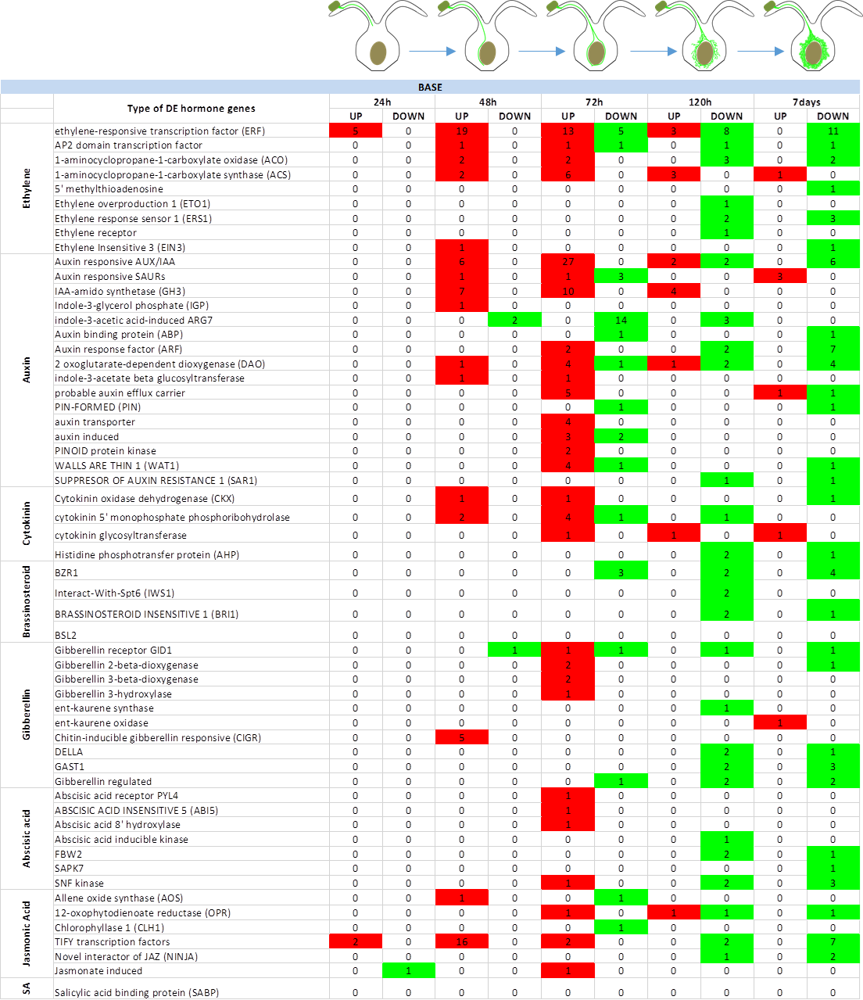 BASE
Type of DE hormone genes 24h 48h 72h 120h 7days
UP DOWN UP DOWN UP DOWN UP DOWN UP DOWN
Ethylene
ethylene-responsive transcription factor (ERF) 5 0 19 0 13 5 3 8 0 11
AP2 domain transcription factor 0 0 1 0 1 1 0 1 0 1
1-aminocyclopropane-1-carboxylate oxidase (ACO) 0 0 2 0 2 0 0 3 0 2
1-aminocyclopropane-1-carboxylate synthase (ACS) 0 0 2 0 6 0 3 0 1 0
5' methylthioadenosine 0 0 0 0 0 0 0 0 0 1
Ethylene overproduction 1 (ETO1) 0 0 0 0 0 0 0 1 0 0
Ethylene response sensor 1 (ERS1) 0 0 0 0 0 0 0 2 0 3
Ethylene receptor 0 0 0 0 0 0 0 1 0 0
Ethylene Insensitive 3 (EIN3) 0 0 1 0 0 0 0 0 0 1
Auxin
Auxin responsive AUX/IAA 0 0 6 0 27 0 2 2 0 6
Auxin responsive SAURs 0 0 1 0 1 3 0 0 3 0
IAA-amido synthetase (GH3) 0 0 7 0 10 0 4 0 0 0
Indole-3-glycerol phosphate (IGP) 0 0 1 0 0 0 0 0 0 0
indole-3-acetic acid-induced ARG7 0 0 0 2 0 14 0 3 0 0
Auxin binding protein (ABP) 0 0 0 0 0 1 0 0 0 1
Auxin response factor (ARF) 0 0 0 0 2 0 0 2 0 7
2 oxoglutarate-dependent dioxygenase (DAO) 0 0 1 0 4 1 1 2 0 4
indole-3-acetate beta glucosyltransferase 0 0 1 0 1 0 0 0 0 0
probable auxin efflux carrier 0 0 0 0 5 0 0 0 1 1
PIN-FORMED (PIN) 0 0 0 0 0 1 0 0 0 1
auxin transporter 0 0 0 0 4 0 0 0 0 0
auxin induced 0 0 0 0 3 2 0 0 0 0
PINOID protein kinase 0 0 0 0 2 0 0 0 0 0
WALLS ARE THIN 1 (WAT1) 0 0 0 0 4 1 0 0 0 1
SUPPRESOR OF AUXIN RESISTANCE 1 (SAR1) 0 0 0 0 0 0 0 1 0 1
Cytokinin
Cytokinin oxidase dehydrogenase (CKX) 0 0 1 0 1 0 0 0 0 1
cytokinin 5' monophosphate phosphoribohydrolase 0 0 2 0 4 1 0 1 0 0
cytokinin glycosyltransferase 0 0 0 0 1 0 1 0 1 0
Histidine phosphotransfer protein (AHP) 0 0 0 0 0 0 0 2 0 1
Brassinosteroid
BZR1 0 0 0 0 0 3 0 2 0 4
Interact-With-Spt6 (IWS1) 0 0 0 0 0 0 0 2 0 0
BRASSINOSTEROID INSENSITIVE 1 (BRI1) 0 0 0 0 0 0 0 2 0 1
BSL2 0 0 0 0 0 0 0 0 0 0
Gibberellin
Gibberellin receptor GID1 0 0 0 1 1 1 0 1 0 1
Gibberellin 2-beta-dioxygenase 0 0 0 0 2 0 0 0 0 1
Gibberellin 3-beta-dioxygenase 0 0 0 0 2 0 0 0 0 0
Gibberellin 3-hydroxylase 0 0 0 0 1 0 0 0 0 0
ent-kaurene synthase 0 0 0 0 0 0 0 1 0 0
ent-kaurene oxidase 0 0 0 0 0 0 0 0 1 0
Chitin-inducible gibberellin responsive (CIGR) 0 0 5 0 0 0 0 0 0 0
DELLA 0 0 0 0 0 0 0 2 0 1
GAST1 0 0 0 0 0 0 0 2 0 3
Gibberellin regulated 0 0 0 0 0 1 0 2 0 2
Abscisic acid
Abscisic acid receptor PYL4 0 0 0 0 1 0 0 0 0 0
ABSCISIC ACID INSENSITIVE 5 (ABI5) 0 0 0 0 1 0 0 0 0 0
Abscisic acid 8' hydroxylase 0 0 0 0 1 0 0 0 0 0
Abscisic acid inducible kinase 0 0 0 0 0 0 0 1 0 0
FBW2 0 0 0 0 0 0 0 2 0 1
SAPK7 0 0 0 0 0 0 0 0 0 1
SNF kinase 0 0 0 0 1 0 0 2 0 3
Jasmonic Acid
Allene oxide synthase (AOS) 0 0 1 0 0 1 0 0 0 0
12-oxophytodienoate reductase (OPR) 0 0 0 0 1 0 1 1 0 1
Chlorophyllase 1 (CLH1) 0 0 0 0 0 1 0 0 0 0
TIFY transcription factors 2 0 16 0 2 0 0 2 0 7
Novel interactor of JAZ (NINJA) 0 0 0 0 0 0 0 1 0 2
Jasmonate induced 0 1 0 0 1 0 0 0 0 0
SA
Salicylic acid binding protein (SABP) 0 0 0 0 0 0 0 0 0 0